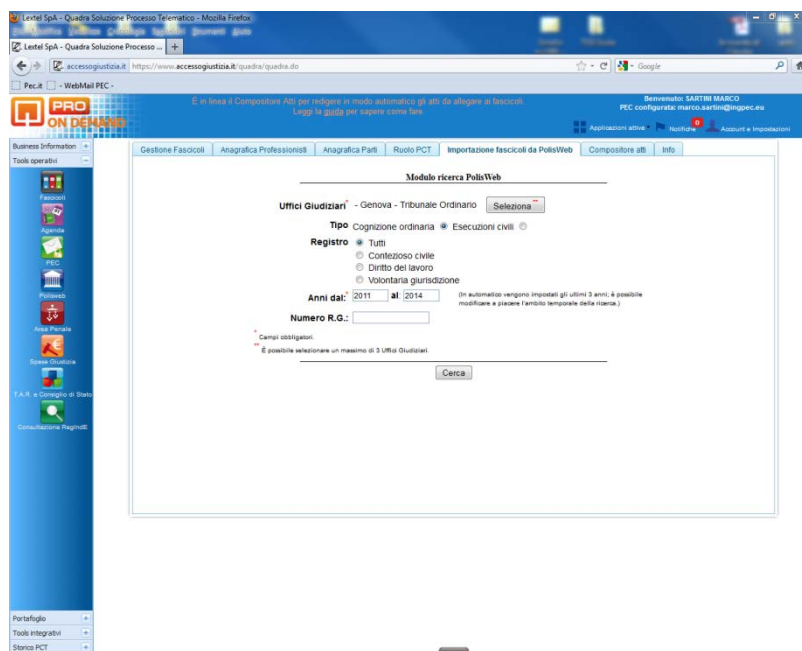 Lextel SpA - Quadra Soluzione Processo Telematico - Mozilla Firefox
Lextel SpA - Quadra Soluzione Processo ... +
accessogiustizia.it https://www.accessogiustizia.it/quadra/quadra.do
Google
Pec.it - WebMail PEC -
PRO
ON DEMAND
È in linea il Compositore Atti per redigere in modo automatico gli atti da allegare ai fascicoli.
Leggi la guida per sapere come fare.
Benvenuto: SARTINI MARCO
PEC configurata: marco.sartini@ingpec.eu
Applicazioni attive Notifiche 0 Account e Impostazioni
Business Information +
Tools operativi -
Fascicoli
Agenda
PEC
Polisweb
Area Penale
Spese Giustizia
T.A.R. e Consiglio di Stato
Consultazione RegIndE
Portafoglio +
Tools integrativi +
Storico PCT +
Gestione Fascicoli Anagrafica Professionisti Anagrafica Parti Ruolo PCT Importazione fascicoli da PolisWeb Compositore atti Info
Modulo ricerca PolisWeb
Uffici Giudiziari* - Genova - Tribunale Ordinario Seleziona**
Tipo Cognizione ordinaria Esecuzioni civili
Registro Tutti
Contezioso civile
Diritto del lavoro
Volontaria giurisdizione
Anni dal:* 2011 al: 2014 (In automatico vengono impostati gli ultimi 3 anni; è possibile
modificare a piacere l'ambito temporale della ricerca.)
Numero R.G.:
* Campi obbligatori.
** È possibile selezionare un massimo di 3 Uffici Giudiziari.
Cerca